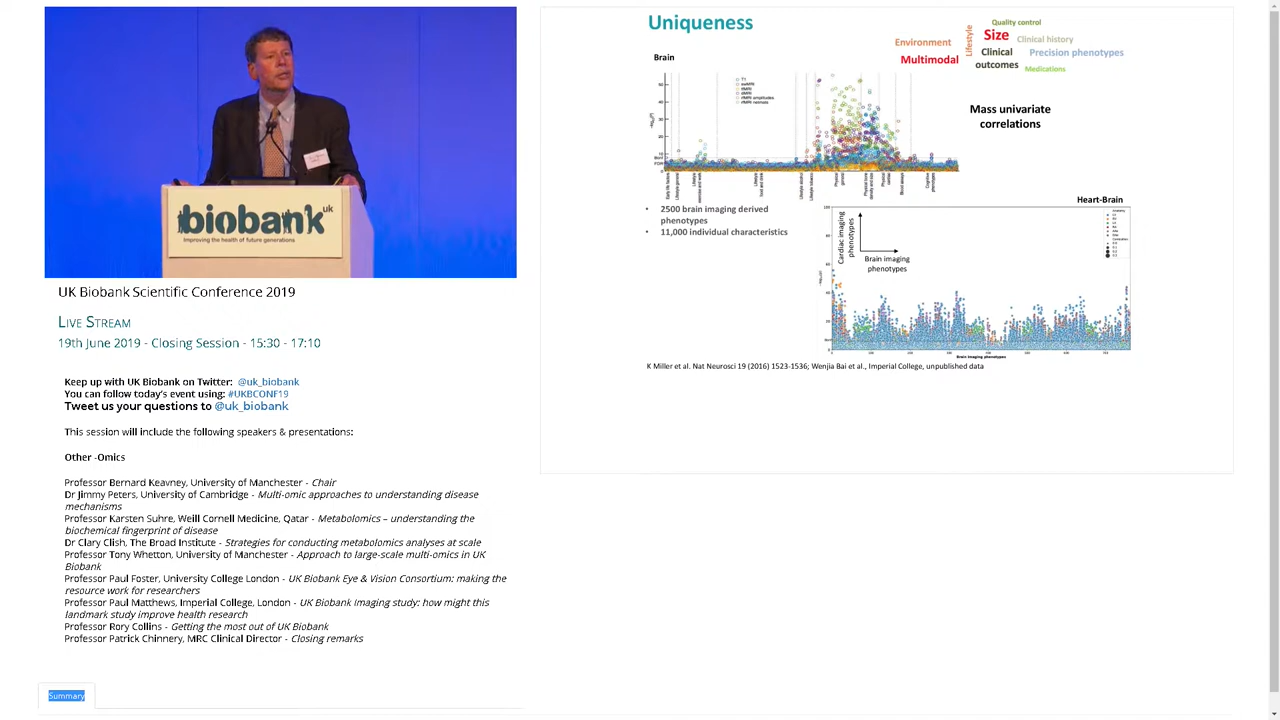 biobank uk
Improving the health of future generations
UK Biobank Scientific Conference 2019
LIVE STREAM
19th June 2019 - Closing Session - 15:30 - 17:10
Keep up with UK Biobank on Twitter: @uk_biobank
You can follow today's event using: #UKBCONF19
Tweet us your questions to @uk_biobank
This session will include the following speakers & presentations:
Other -Omics
Professor Bernard Keavney, University of Manchester - Chair
Dr Jimmy Peters, University of Cambridge - Multi-omic approaches to understanding disease
mechanisms
Professor Karsten Suhre, Weill Cornell Medicine, Qatar - Metabolomics – understanding the
biochemical fingerprint of disease
Dr Clary Clish, The Broad Institute - Strategies for conducting metabolomics analyses at scale
Professor Tony Whetton, University of Manchester - Approach to large-scale multi-omics in UK
Biobank
Professor Paul Foster, University College London - UK Biobank Eye & Vision Consortium: making the
resource work for researchers
Professor Paul Matthews, Imperial College, London - UK Biobank Imaging study: how might this
landmark study improve health research
Professor Rory Collins - Getting the most out of UK Biobank
Professor Patrick Chinnery, MRC Clinical Director - Closing remarks
Summary
Uniqueness
Quality control
Lifestyle
Size
Clinical history
Environment
Clinical
outcomes
Precision phenotypes
Multimodal
Medications
Brain
Mass univariate
correlations
• 2500 brain imaging derived
phenotypes
• 11,000 individual characteristics
Heart-Brain
Cardiac imaging
phenotypes
Brain imaging
phenotypes
Brain imaging phenotypes
K Miller et al. Nat Neurosci 19 (2016) 1523-1536; Wenjia Bai et al., Imperial College, unpublished data